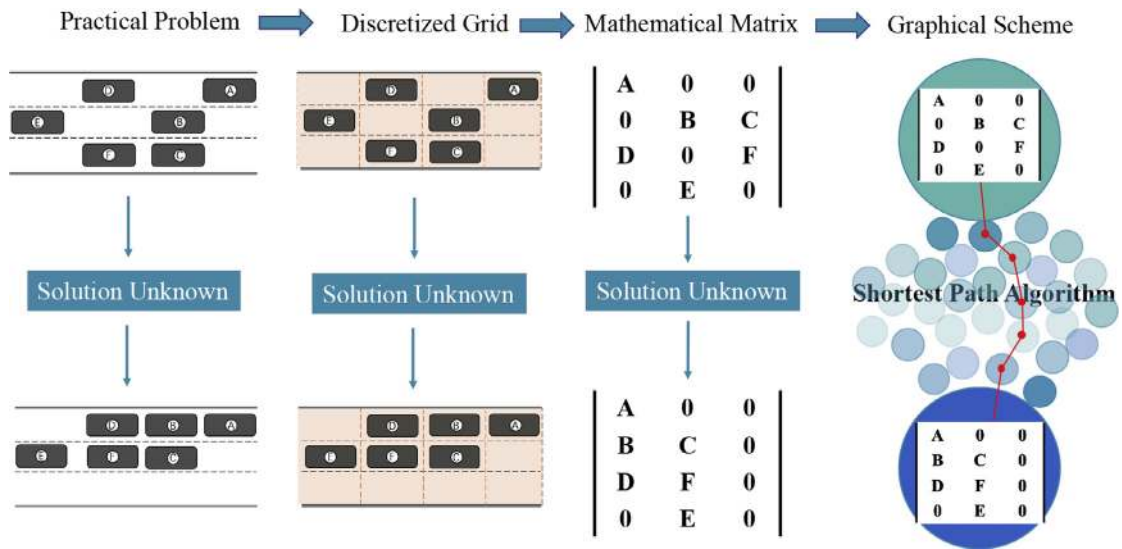 Practical Problem Discretized Grid Mathematical Matrix Graphical Scheme
D A
E B
F C
D A
E B
F C
A 0 0
0 B C
D 0 F
0 E 0
A 0 0
0 B C
D 0 F
0 E 0
Solution Unknown
Solution Unknown
Solution Unknown
Shortest Path Algorithm
D B A
E F C
D B A
E F C
A 0 0
B C 0
D F 0
0 E 0
A 0 0
B C 0
D F 0
0 E 0